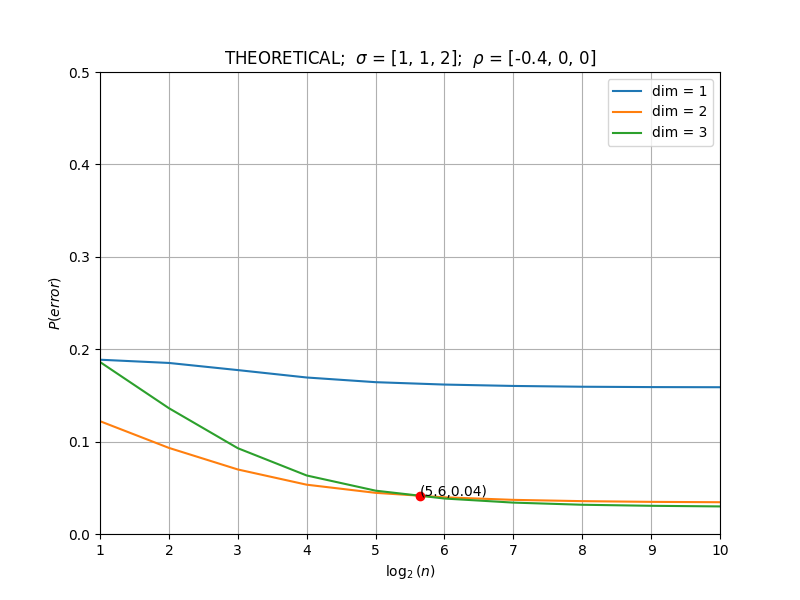 THEORETICAL;  σ = [1, 1, 2];  ρ = [-0.4, 0, 0]
dim = 1
dim = 2
dim = 3
0.5
0.4
0.3
0.2
0.1
0.0
P(error)
(5.6,0.04)
1 2 3 4 5 6 7 8 9 10
log₂(n)